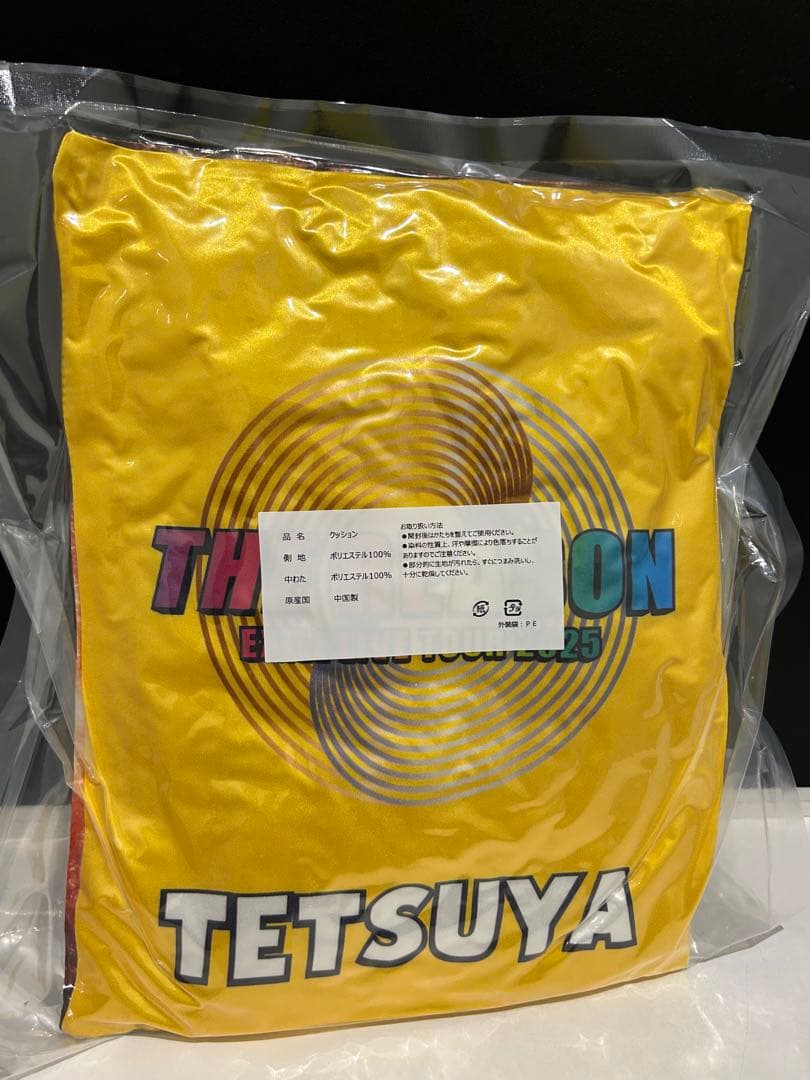 品 名 クッション
側 地 ポリエステル100%
中わた ポリエステル100%
原産国 中国製
お取り扱い方法
●開封後はかたちを整えてご使用ください。
●染料の性質上、汗や摩擦により色落ちすることが
ありますのでご注意ください。
●部分的に生地が汚れたら、すぐにつまみ洗いし、
十分に乾燥してください。
紙 プラ
外装袋：PE
TH ON
TOUR 2025
TETSUYA